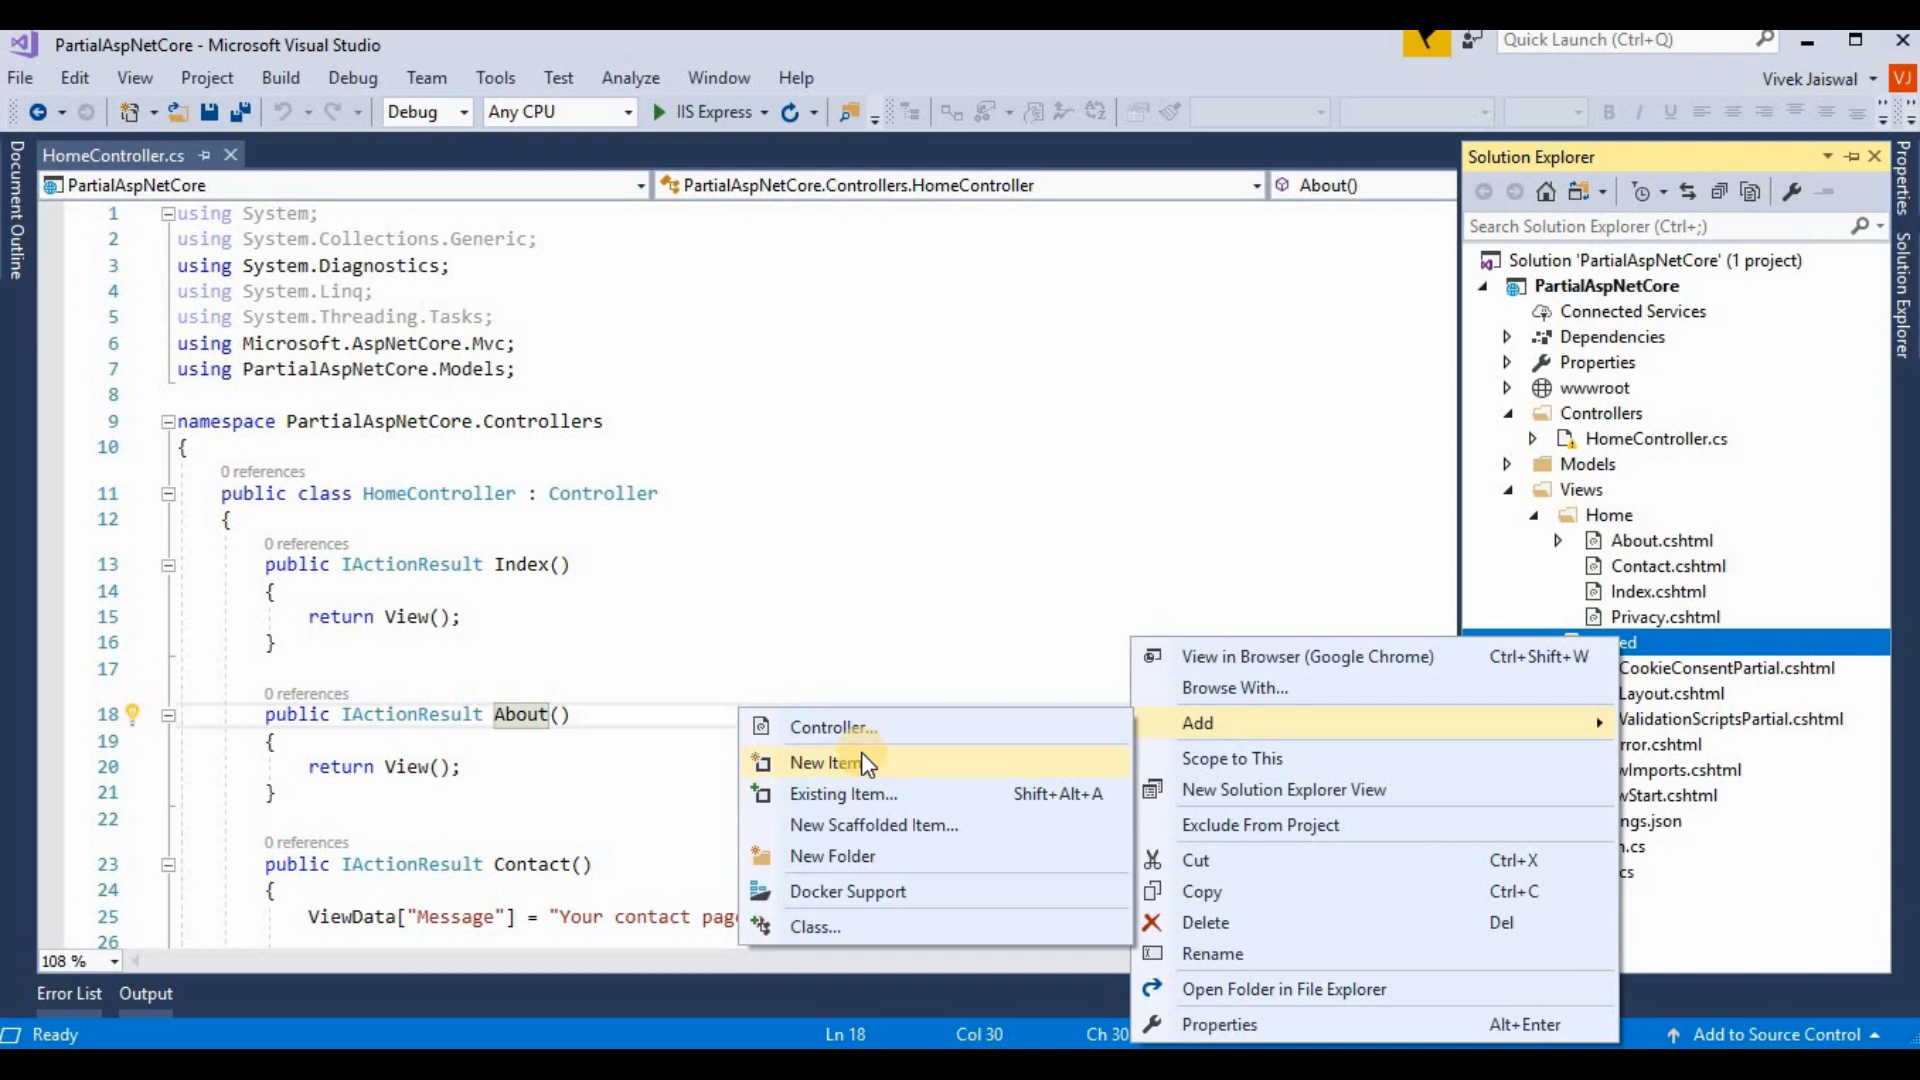 PartialAspNetCore - Microsoft Visual Studio
Quick Launch (Ctrl+Q)
File Edit View Project Build Debug Team Tools Test Analyze Window Help
Vivek Jaiswal VJ
Debug Any CPU IIS Express
B I U
Document Outline
HomeController.cs
PartialAspNetCore PartialAspNetCore.Controllers.HomeController About()
1 using System;
2 using System.Collections.Generic;
3 using System.Diagnostics;
4 using System.Linq;
5 using System.Threading.Tasks;
6 using Microsoft.AspNetCore.Mvc;
7 using PartialAspNetCore.Models;
8
9 namespace PartialAspNetCore.Controllers
10 {
0 references
11 public class HomeController : Controller
12 {
0 references
13 public IActionResult Index()
14 {
15 return View();
16 }
17
0 references
18 public IActionResult About()
19 {
20 return View();
21 }
22
0 references
23 public IActionResult Contact()
24 {
25 ViewData["Message"] = "Your contact pag
26
108 %
Controller...
New Item
Existing Item... Shift+Alt+A
New Scaffolded Item...
New Folder
Docker Support
Class...
View in Browser (Google Chrome) Ctrl+Shift+W
Browse With...
Add
Scope to This
New Solution Explorer View
Exclude From Project
Cut Ctrl+X
Copy Ctrl+C
Delete Del
Rename
Open Folder in File Explorer
Properties Alt+Enter
Solution Explorer
Search Solution Explorer (Ctrl+;)
Solution 'PartialAspNetCore' (1 project)
PartialAspNetCore
Connected Services
Dependencies
Properties
wwwroot
Controllers
HomeController.cs
Models
Views
Home
About.cshtml
Contact.cshtml
Index.cshtml
Privacy.cshtml
ed
CookieConsentPartial.cshtml
Layout.cshtml
ValidationScriptsPartial.cshtml
rror.cshtml
wImports.cshtml
wStart.cshtml
ngs.json
n.cs
cs
Properties
Solution Explorer
Error List Output
Ready Ln 18 Col 30 Ch 30 Add to Source Control